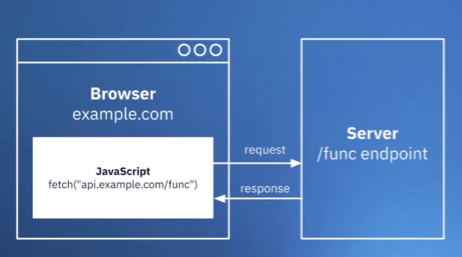 Browser
example.com
JavaScript
fetch("api.example.com/func")
request
response
Server
/func endpoint